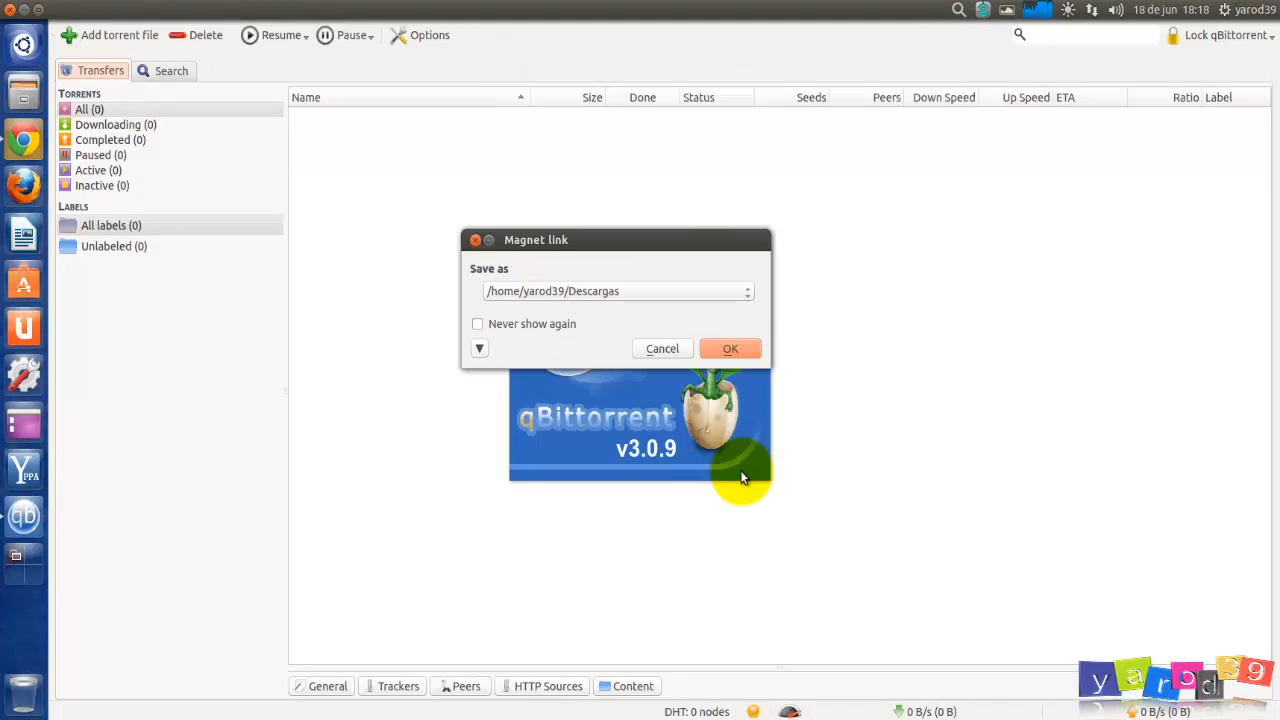 18 de jun 18:18 yarod39
Add torrent file Delete Resume Pause Options Lock qBittorrent
Transfers Search
TORRENTS
All (0)
Downloading (0)
Completed (0)
Paused (0)
Active (0)
Inactive (0)
LABELS
All labels (0)
Unlabeled (0)
Name Size Done Status Seeds Peers Down Speed Up Speed ETA Ratio Label
Magnet link
Save as
/home/yarod39/Descargas
Never show again
Cancel OK
qBittorrent
v3.0.9
Y PPA
qb
General Trackers Peers HTTP Sources Content
yarod39
DHT: 0 nodes 0 B/s (0 B) 0 B/s (0 B)